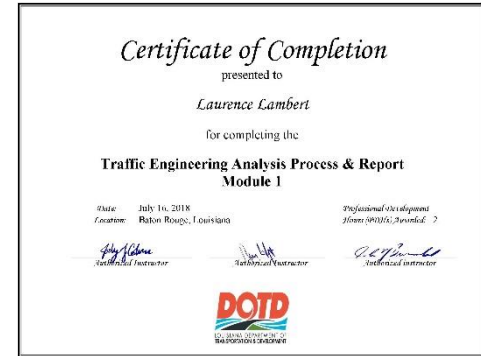 Certificate of Completion
presented to
Laurence Lambert
for completing the
Traffic Engineering Analysis Process & Report
Module 1
Date: July 16, 2018
Location: Baton Rouge, Louisiana
Professional Development
Hours (PDHs) Awarded: 2
Authorized Instructor
Authorized Instructor
Authorized Instructor
DOTD
LOUISIANA DEPARTMENT OF
TRANSPORTATION & DEVELOPMENT